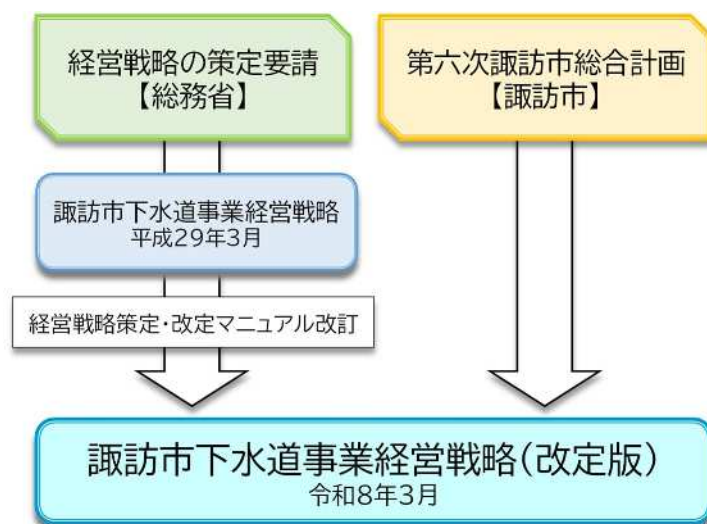 経営戦略の策定要請
【総務省】
第六次諏訪市総合計画
【諏訪市】
諏訪市下水道事業経営戦略
平成29年3月
経営戦略策定・改定マニュアル改訂
諏訪市下水道事業経営戦略(改定版)
令和8年3月